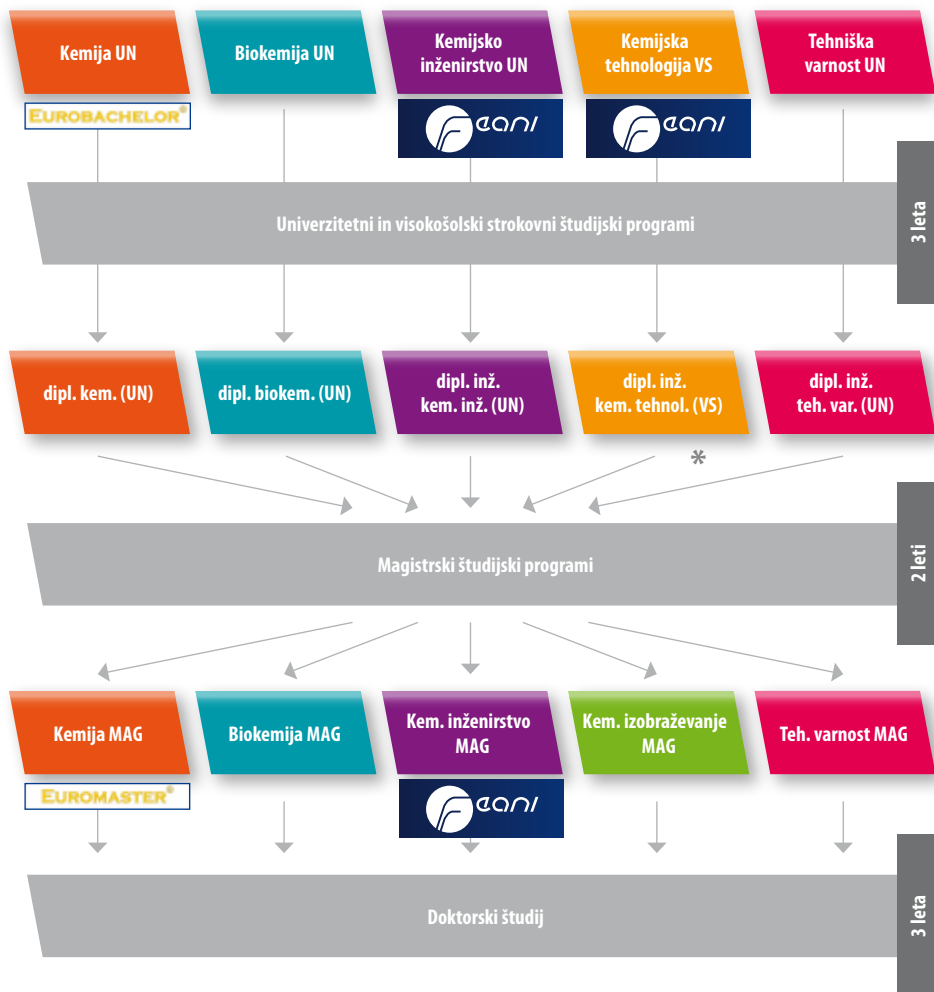 Kemija UN
Biokemija UN
Kemijsko
inženirstvo UN
Kemijska
tehnologija VS
Tehniška
varnost UN
EUROBACHELOR®
Feani
Feani
Univerzitetni in visokošolski strokovni študijski programi
3 leta
dipl. kem. (UN)
dipl. biokem. (UN)
dipl. inž.
kem. inž. (UN)
dipl. inž.
kem. tehnol. (VS)
dipl. inž.
teh. var. (UN)
*
Magistrski študijski programi
2 leti
Kemija MAG
Biokemija MAG
Kem. inženirstvo
MAG
Kem. izobraževanje
MAG
Teh. varnost MAG
EUROMASTER®
Feani
Doktorski študij
3 leta